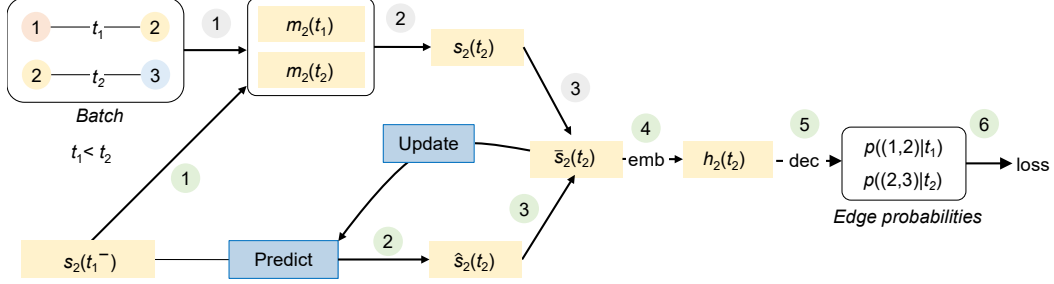 1 t₁ 2
1
m₂(t₁)
2
s₂(t₂)
2 t₂ 3
m₂(t₂)
3
Batch
t₁< t₂
1
Update
s̄₂(t₂)
4
emb
h₂(t₂)
5
dec
p((1,2)|t₁)
p((2,3)|t₂)
6
loss
Edge probabilities
3
s₂(t₁⁻)
Predict
2
ŝ₂(t₂)